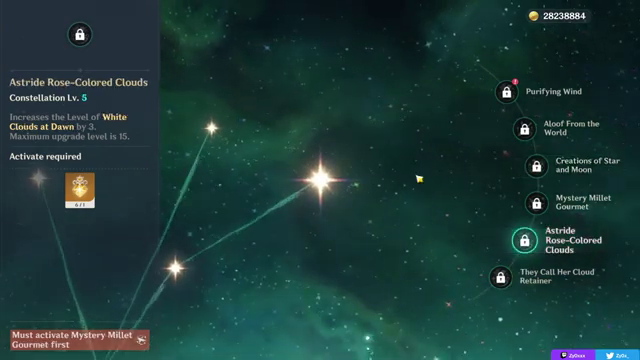 28238884
Astride Rose-Colored Clouds
Constellation Lv. 5
Increases the Level of White
Clouds at Dawn by 3.
Maximum upgrade level is 15.
Activate required
6/1
Must activate Mystery Millet
Gourmet first
Purifying Wind
Aloof From the
World
Creations of Star
and Moon
Mystery Millet
Gourmet
Astride
Rose-Colored
Clouds
They Call Her Cloud
Retainer